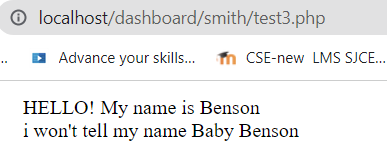 localhost/dashboard/smith/test3.php
.. Advance your skills... CSE-new LMS SJCE...
HELLO! My name is Benson
i won't tell my name Baby Benson